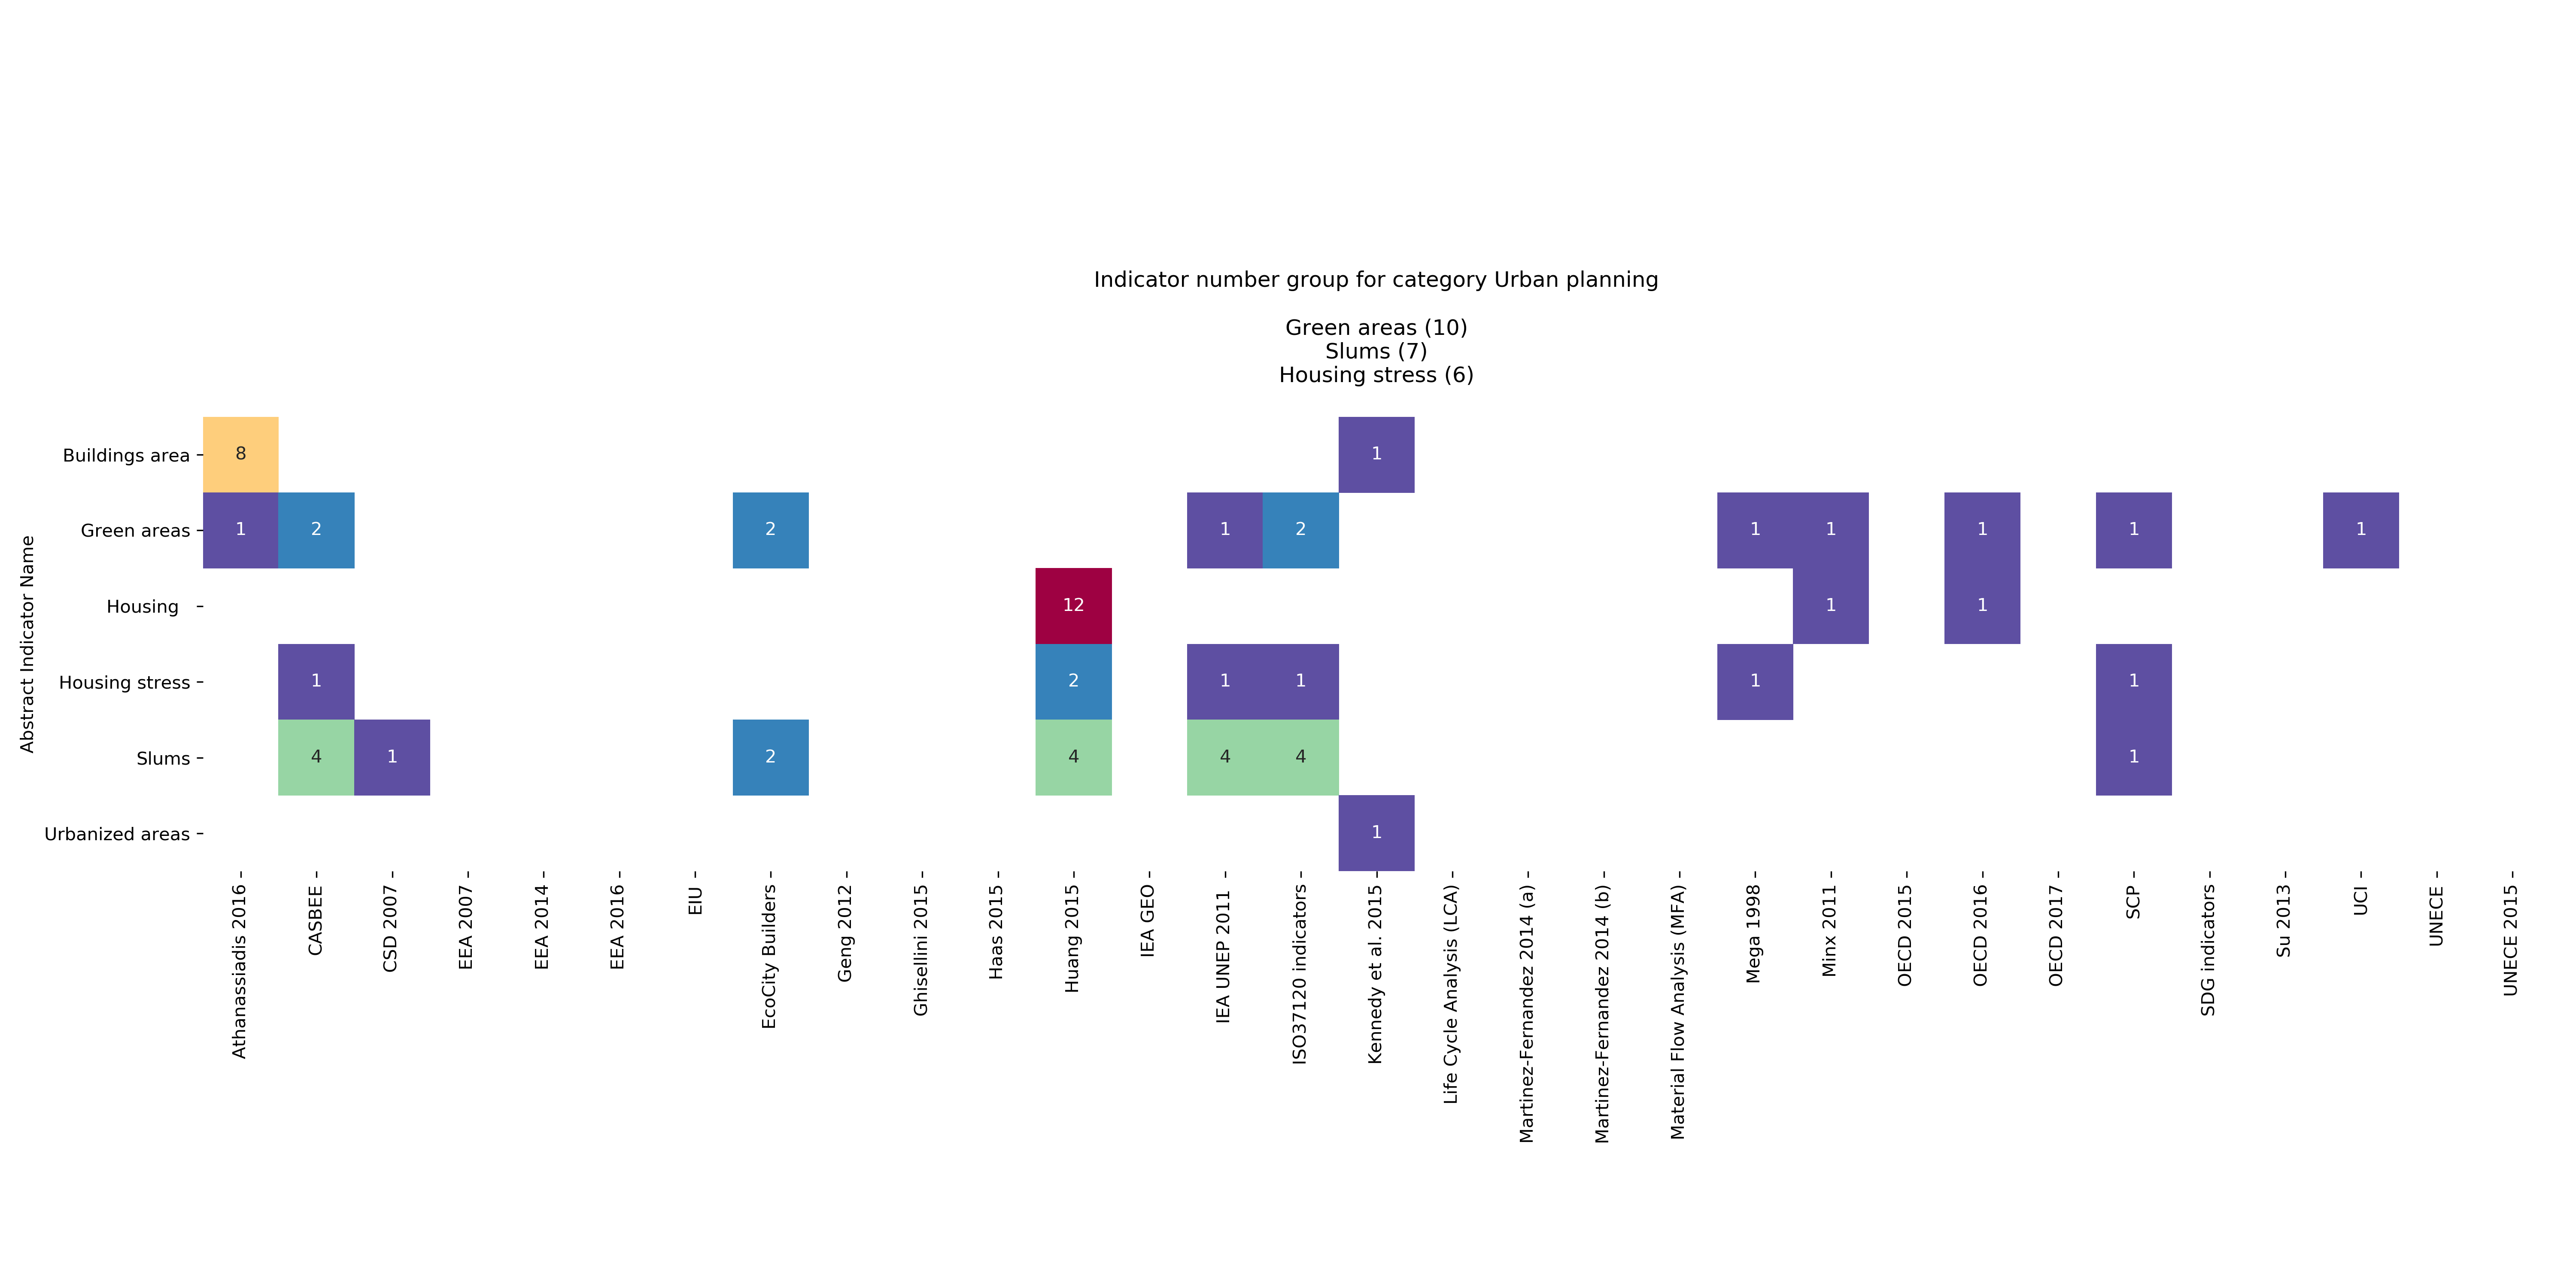 Indicator number group for category Urban planning
Green areas (10)
Slums (7)
Housing stress (6)
Abstract Indicator Name
Buildings area 8 1
Green areas 1 2 2 1 2 1 1 1 1 1
Housing 12 1 1
Housing stress 1 2 1 1 1 1
Slums 4 1 2 4 4 4 1
Urbanized areas 1
Athanassiadis 2016
CASBEE
CSD 2007
EEA 2007
EEA 2014
EEA 2016
EIU
EcoCity Builders
Geng 2012
Ghisellini 2015
Haas 2015
Huang 2015
IEA GEO
IEA UNEP 2011
ISO37120 indicators
Kennedy et al. 2015
Life Cycle Analysis (LCA)
Martinez-Fernandez 2014 (a)
Martinez-Fernandez 2014 (b)
Material Flow Analysis (MFA)
Mega 1998
Minx 2011
OECD 2015
OECD 2016
OECD 2017
SCP
SDG indicators
Su 2013
UCI
UNECE
UNECE 2015